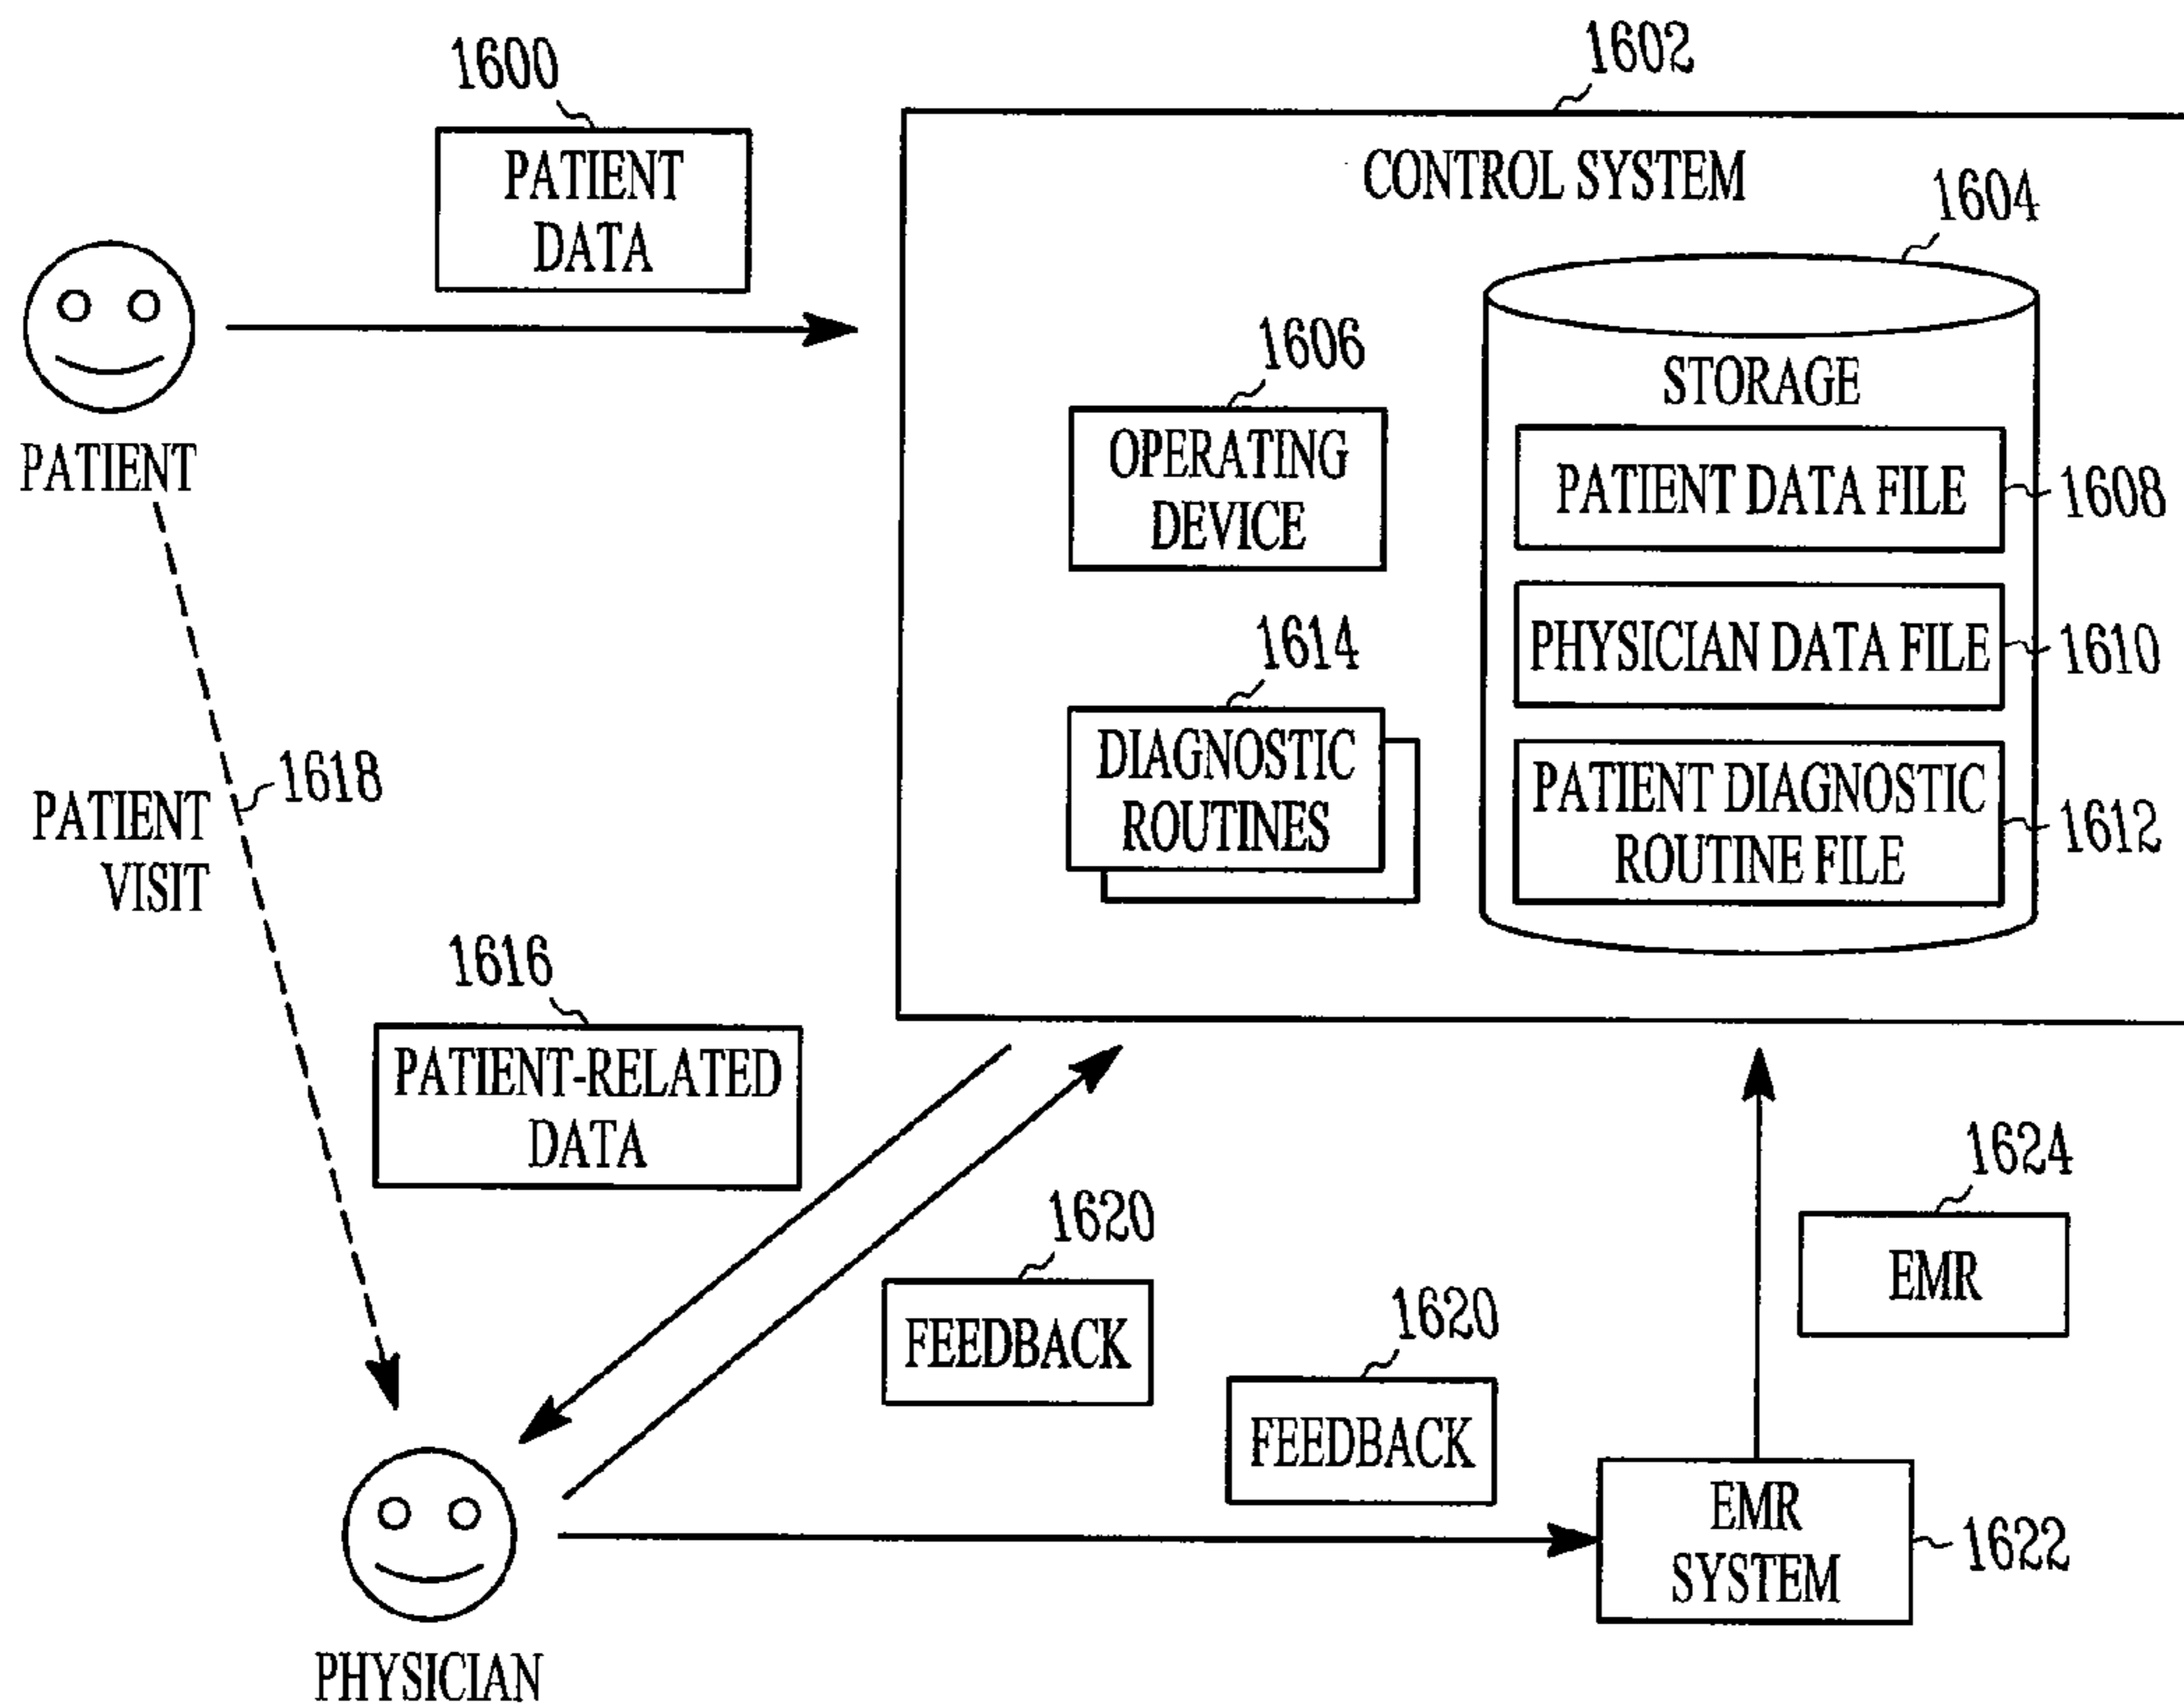 1600
PATIENT
DATA
PATIENT
1602
CONTROL SYSTEM
1604
STORAGE
1606
OPERATING
DEVICE
PATIENT DATA FILE
1608
PHYSICIAN DATA FILE
1610
1614
DIAGNOSTIC
ROUTINES
PATIENT DIAGNOSTIC
ROUTINE FILE
1612
PATIENT
VISIT
1618
1616
PATIENT-RELATED
DATA
1620
FEEDBACK
1620
FEEDBACK
1624
EMR
EMR
SYSTEM
1622
PHYSICIAN